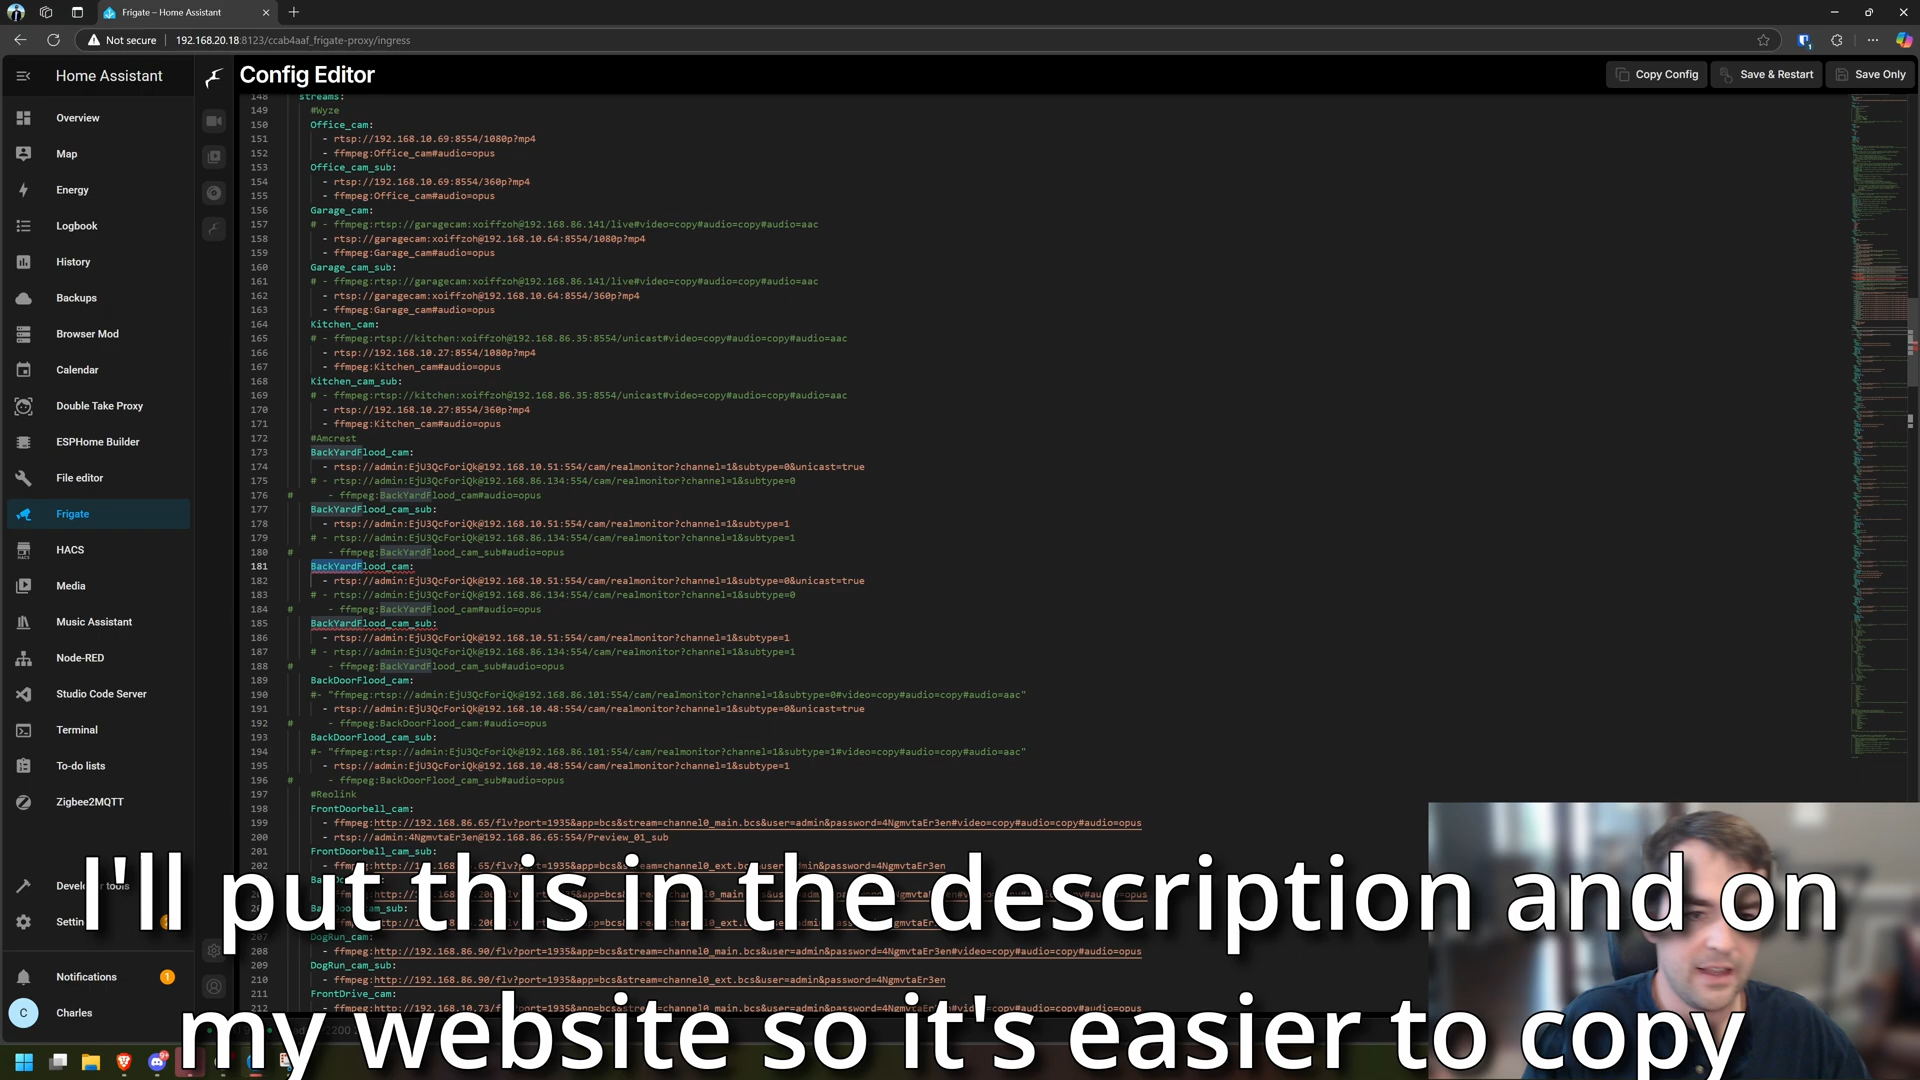 Frigate – Home Assistant
Not secure
192.168.20.18:8123/ccab4aaf_frigate-proxy/ingress
Home Assistant
Config Editor
Copy Config
Save & Restart
Save Only
Overview
Map
Energy
Logbook
History
Backups
Browser Mod
Calendar
Double Take Proxy
ESPHome Builder
File editor
Frigate
HACS
HACS
Media
Music Assistant
Node-RED
Studio Code Server
Terminal
To-do lists
Zigbee2MQTT
Notifications
1
C
Charles
148 streams:
149 #Wyze
150 Office_cam:
151 - rtsp://192.168.10.69:8554/1080p?mp4
152 - ffmpeg:Office_cam#audio=opus
153 Office_cam_sub:
154 - rtsp://192.168.10.69:8554/360p?mp4
155 - ffmpeg:Office_cam#audio=opus
156 Garage_cam:
157 # - ffmpeg:rtsp://garagecam:xoiffzoh@192.168.86.141/live#video=copy#audio=copy#audio=aac
158 - rtsp://garagecam:xoiffzoh@192.168.10.64:8554/1080p?mp4
159 - ffmpeg:Garage_cam#audio=opus
160 Garage_cam_sub:
161 # - ffmpeg:rtsp://garagecam:xoiffzoh@192.168.86.141/live#video=copy#audio=copy#audio=aac
162 - rtsp://garagecam:xoiffzoh@192.168.10.64:8554/360p?mp4
163 - ffmpeg:Garage_cam#audio=opus
164 Kitchen_cam:
165 # - ffmpeg:rtsp://kitchen:xoiffzoh@192.168.86.35:8554/unicast#video=copy#audio=copy#audio=aac
166 - rtsp://192.168.10.27:8554/1080p?mp4
167 - ffmpeg:Kitchen_cam#audio=opus
168 Kitchen_cam_sub:
169 # - ffmpeg:rtsp://kitchen:xoiffzoh@192.168.86.35:8554/unicast#video=copy#audio=copy#audio=aac
170 - rtsp://192.168.10.27:8554/360p?mp4
171 - ffmpeg:Kitchen_cam#audio=opus
172 #Amcrest
173 BackYardFlood_cam:
174 - rtsp://admin:EjU3QcForiQk@192.168.10.51:554/cam/realmonitor?channel=1&subtype=0&unicast=true
175 # - rtsp://admin:EjU3QcForiQk@192.168.86.134:554/cam/realmonitor?channel=1&subtype=0
176 # - ffmpeg:BackYardFlood_cam#audio=opus
177 BackYardFlood_cam_sub:
178 - rtsp://admin:EjU3QcForiQk@192.168.10.51:554/cam/realmonitor?channel=1&subtype=1
179 # - rtsp://admin:EjU3QcForiQk@192.168.86.134:554/cam/realmonitor?channel=1&subtype=1
180 # - ffmpeg:BackYardFlood_cam_sub#audio=opus
181 BackYardFlood_cam:
182 - rtsp://admin:EjU3QcForiQk@192.168.10.51:554/cam/realmonitor?channel=1&subtype=0&unicast=true
183 # - rtsp://admin:EjU3QcForiQk@192.168.86.134:554/cam/realmonitor?channel=1&subtype=0
184 # - ffmpeg:BackYardFlood_cam#audio=opus
185 BackYardFlood_cam_sub:
186 - rtsp://admin:EjU3QcForiQk@192.168.10.51:554/cam/realmonitor?channel=1&subtype=1
187 # - rtsp://admin:EjU3QcForiQk@192.168.86.134:554/cam/realmonitor?channel=1&subtype=1
188 # - ffmpeg:BackYardFlood_cam_sub#audio=opus
189 BackDoorFlood_cam:
190 #- "ffmpeg:rtsp://admin:EjU3QcForiQk@192.168.86.101:554/cam/realmonitor?channel=1&subtype=0#video=copy#audio=copy#audio=aac"
191 - rtsp://admin:EjU3QcForiQk@192.168.10.48:554/cam/realmonitor?channel=1&subtype=0&unicast=true
192 # - ffmpeg:BackDoorFlood_cam:#audio=opus
193 BackDoorFlood_cam_sub:
194 #- "ffmpeg:rtsp://admin:EjU3QcForiQk@192.168.86.101:554/cam/realmonitor?channel=1&subtype=1#video=copy#audio=copy#audio=aac"
195 - rtsp://admin:EjU3QcForiQk@192.168.10.48:554/cam/realmonitor?channel=1&subtype=1
196 # - ffmpeg:BackDoorFlood_cam_sub#audio=opus
197 #Reolink
198 FrontDoorbell_cam:
199 - ffmpeg:http://192.168.86.65/flv?port=1935&app=bcs&stream=channel0_main.bcs&user=admin&password=4NgmvtaEr3en#video=copy#audio=copy#audio=opus
200 - rtsp://admin:4NgmvtaEr3en@192.168.86.65:554/Preview_01_sub
201 FrontDoorbell_cam_sub:
207 DogRun_cam:
208 - ffmpeg:http://192.168.86.90/flv?port=1935&app=bcs&stream=channel0_main.bcs&user=admin&password=4NgmvtaEr3en#video=copy#audio=copy#audio=opus
209 DogRun_cam_sub:
210 - ffmpeg:http://192.168.86.90/flv?port=1935&app=bcs&stream=channel0_ext.bcs&user=admin&password=4NgmvtaEr3en
211 FrontDrive_cam:
I'll put this in the description and on
my website so it's easier to copy